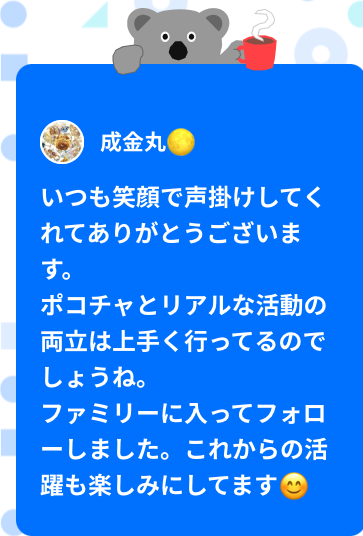 成金丸🌕
いつも笑顔で声掛けしてく
れてありがとうございま
す。
ポコチャとリアルな活動の
両立は上手く行ってるので
しょうね。
ファミリーに入ってフォロ
ーしました。これからの活
躍も楽しみにしてます😊